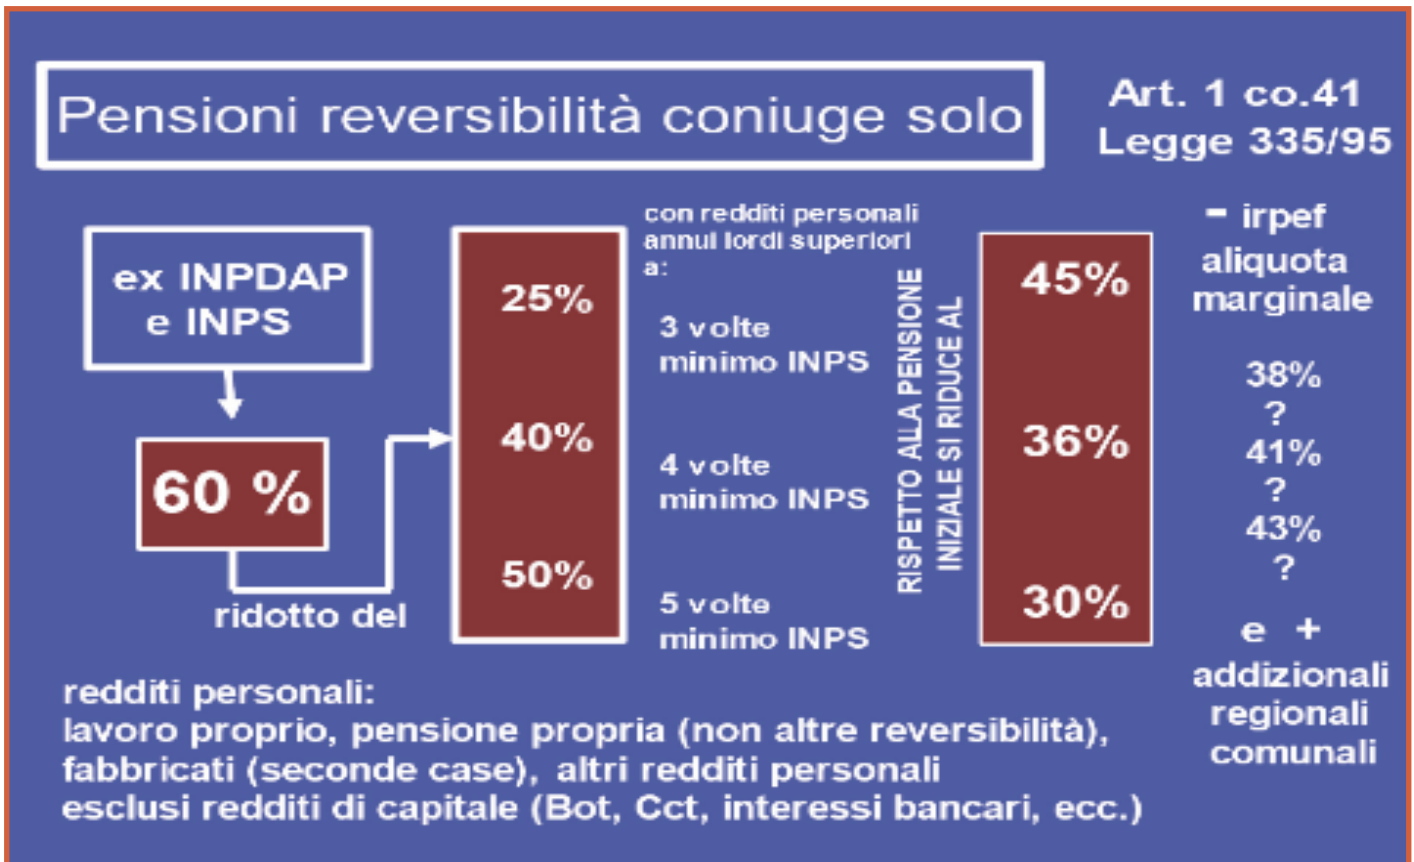 Pensioni reversibilità coniuge solo
Art. 1 co.41
Legge 335/95
ex INPDAP
e INPS
60 %
ridotto del
25%
40%
50%
con redditi personali
annui lordi superiori
a:
3 volte
minimo INPS
4 volte
minimo INPS
5 volte
minimo INPS
RISPETTO ALLA PENSIONE
INIZIALE SI RIDUCE AL
45%
36%
30%
- irpef
aliquota
marginale
38%
?
41%
?
43%
?
e +
addizionali
regionali
comunali
redditi personali:
lavoro proprio, pensione propria (non altre reversibilità),
fabbricati (seconde case), altri redditi personali
esclusi redditi di capitale (Bot, Cct, interessi bancari, ecc.)